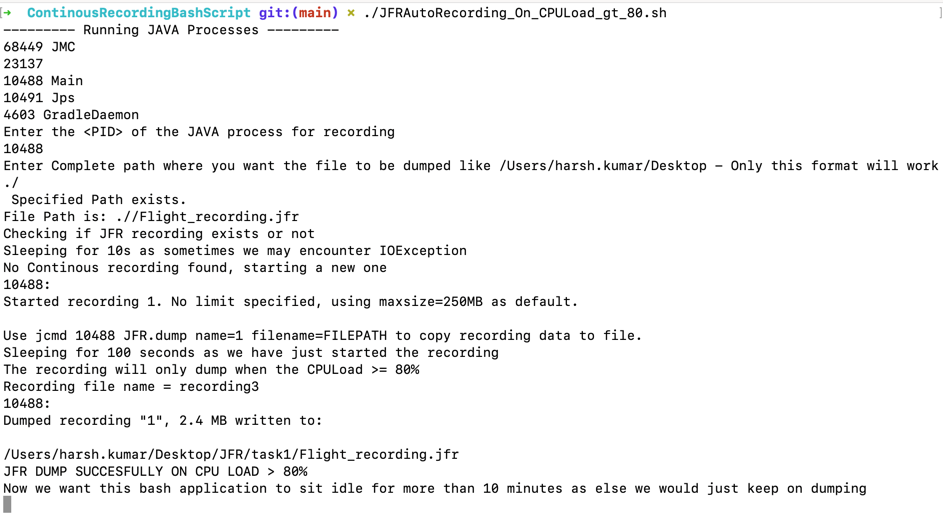 → ContinousRecordingBashScript git:(main) × ./JFRAutoRecording_On_CPULoad_gt_80.sh
--------- Running JAVA Processes ---------
68449 JMC
23137
10488 Main
10491 Jps
4603 GradleDaemon
Enter the <PID> of the JAVA process for recording
10488
Enter Complete path where you want the file to be dumped like /Users/harsh.kumar/Desktop - Only this format will work
./
Specified Path exists.
File Path is: .//Flight_recording.jfr
Checking if JFR recording exists or not
Sleeping for 10s as sometimes we may encounter IOException
No Continous recording found, starting a new one
10488:
Started recording 1. No limit specified, using maxsize=250MB as default.
Use jcmd 10488 JFR.dump name=1 filename=FILEPATH to copy recording data to file.
Sleeping for 100 seconds as we have just started the recording
The recording will only dump when the CPULoad >= 80%
Recording file name = recording3
10488:
Dumped recording "1", 2.4 MB written to:
/Users/harsh.kumar/Desktop/JFR/task1/Flight_recording.jfr
JFR DUMP SUCCESFULLY ON CPU LOAD > 80%
Now we want this bash application to sit idle for more than 10 minutes as else we would just keep on dumping